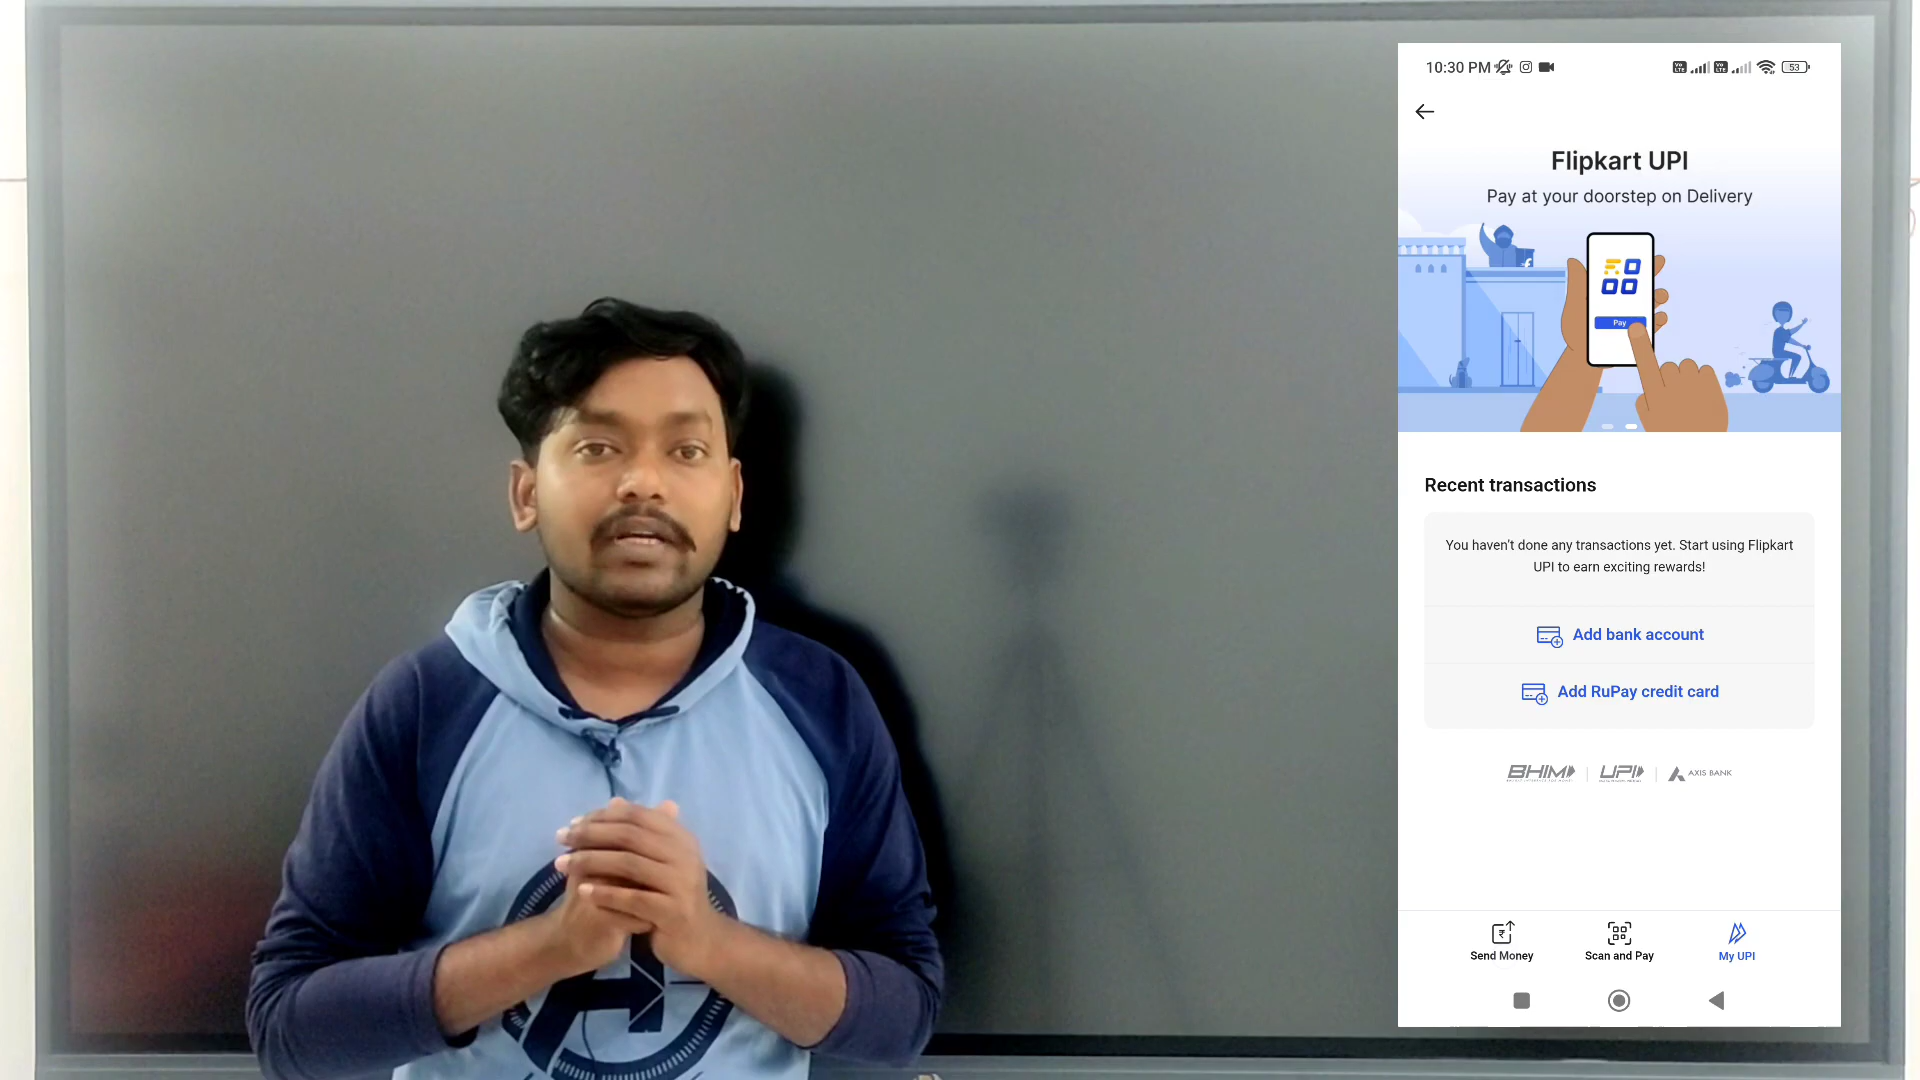 10:30 PM
53
Flipkart UPI
Pay at your doorstep on Delivery
Pay
Recent transactions
You haven't done any transactions yet. Start using Flipkart
UPI to earn exciting rewards!
Add bank account
Add RuPay credit card
BHIM UPI AXIS BANK
Send Money
Scan and Pay
My UPI